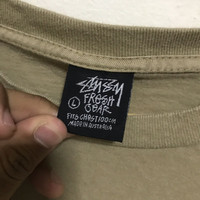 Stüssy
FRESH
GEAR
L
FITS CHEST 100CM
MADE IN AUSTRALIA